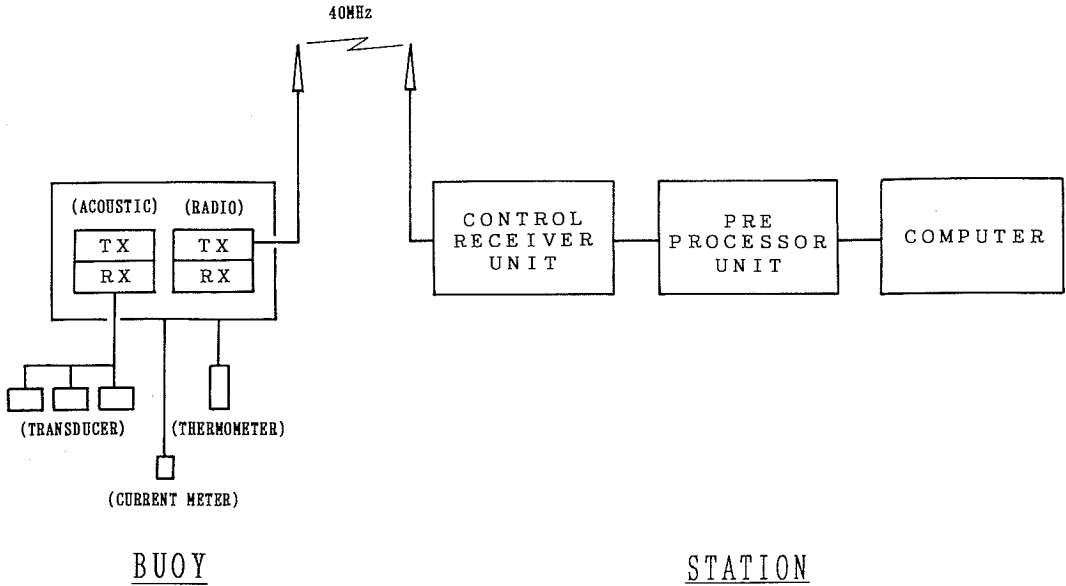 40MHz
(ACOUSTIC) (RADIO)
TX TX
RX RX
CONTROL
RECEIVER
UNIT
PRE
PROCESSOR
UNIT
COMPUTER
(TRANSDUCER) (THERMOMETER)
(CURRENT METER)
BUOY STATION